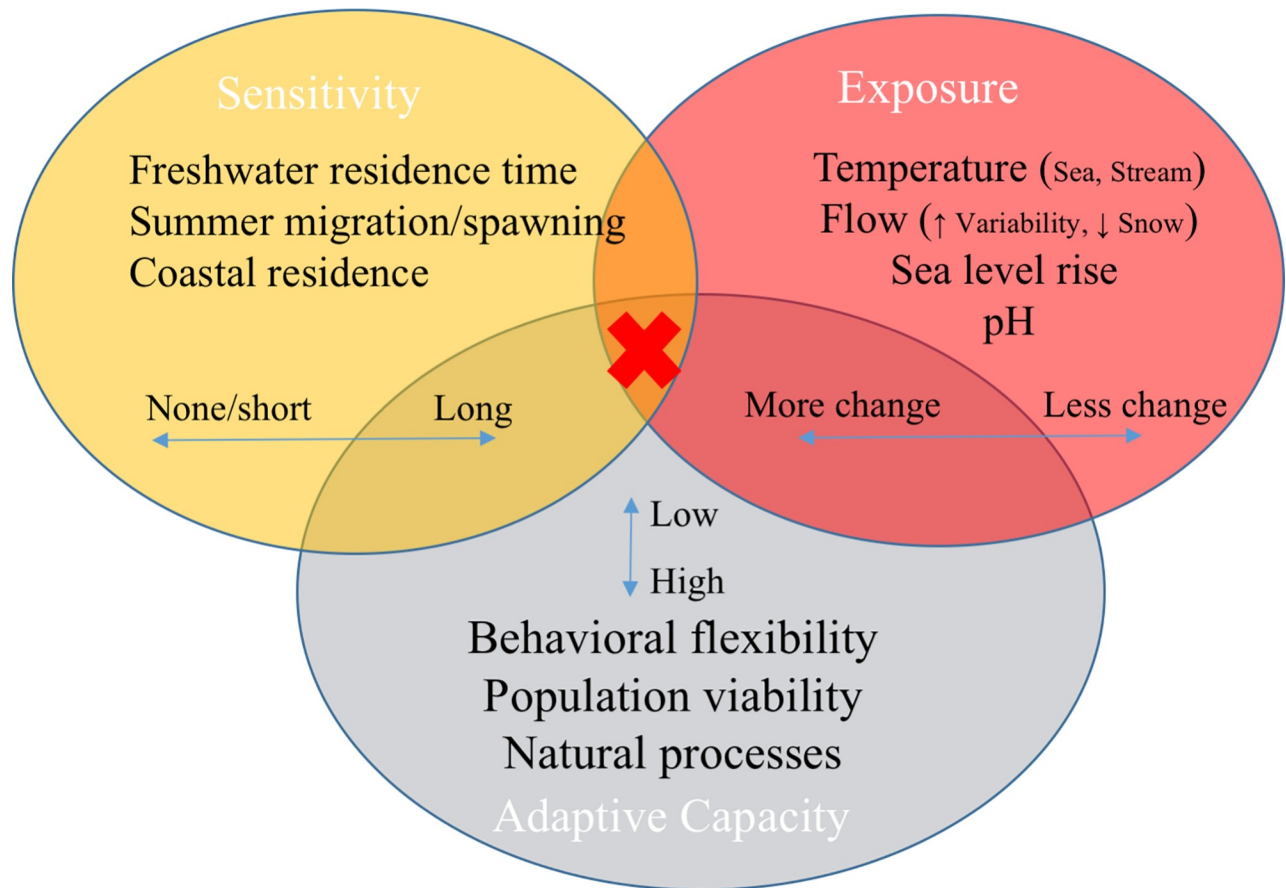 Sensitivity
Freshwater residence time
Summer migration/spawning
Coastal residence
None/short
Long
Exposure
Temperature (Sea, Stream)
Flow (↑ Variability, ↓ Snow)
Sea level rise
pH
More change
Less change
Low
High
Behavioral flexibility
Population viability
Natural processes
Adaptive Capacity